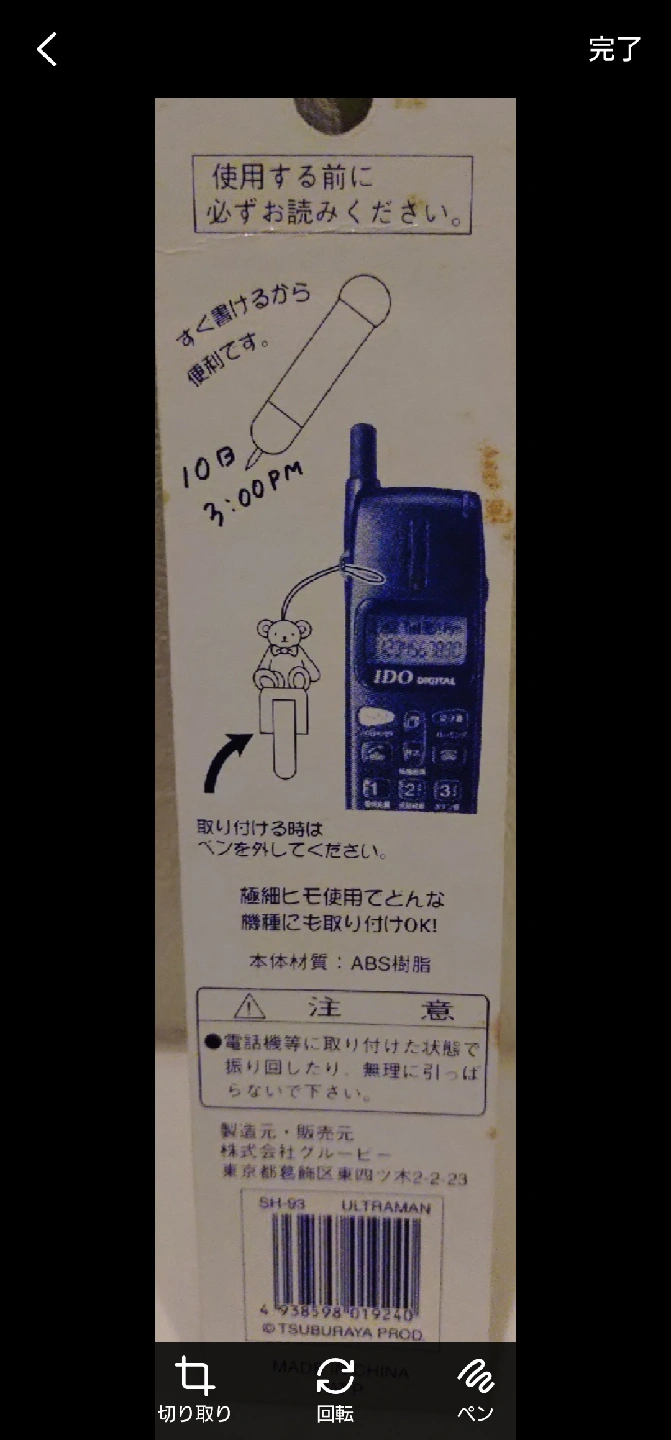 完了
使用する前に
必ずお読みください。
すぐ書けるから
便利です。
10日
3:00PM
IDO DIGITAL
1 2 3
取り付ける時は
ペンを外してください。
極細ヒモ使用でどんな
機種にも取り付けOK!
本体材質:ABS樹脂
⚠ 注 意
●電話機等に取り付けた状態で
振り回したり、無理に引っぱ
らないで下さい。
製造元・販売元
株式会社グルービー
東京都葛飾区東四ツ木2-2-23
SH-93 ULTRAMAN
4 938598 019240
©TSUBURAYA PROD.
MADE IN CHINA
切り取り 回転 ペン